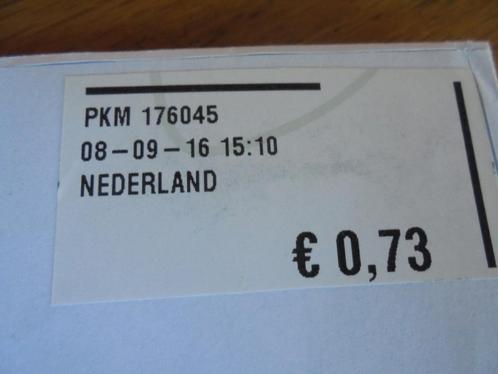 PKM 176045
08-09-16 15:10
NEDERLAND
€ 0,73